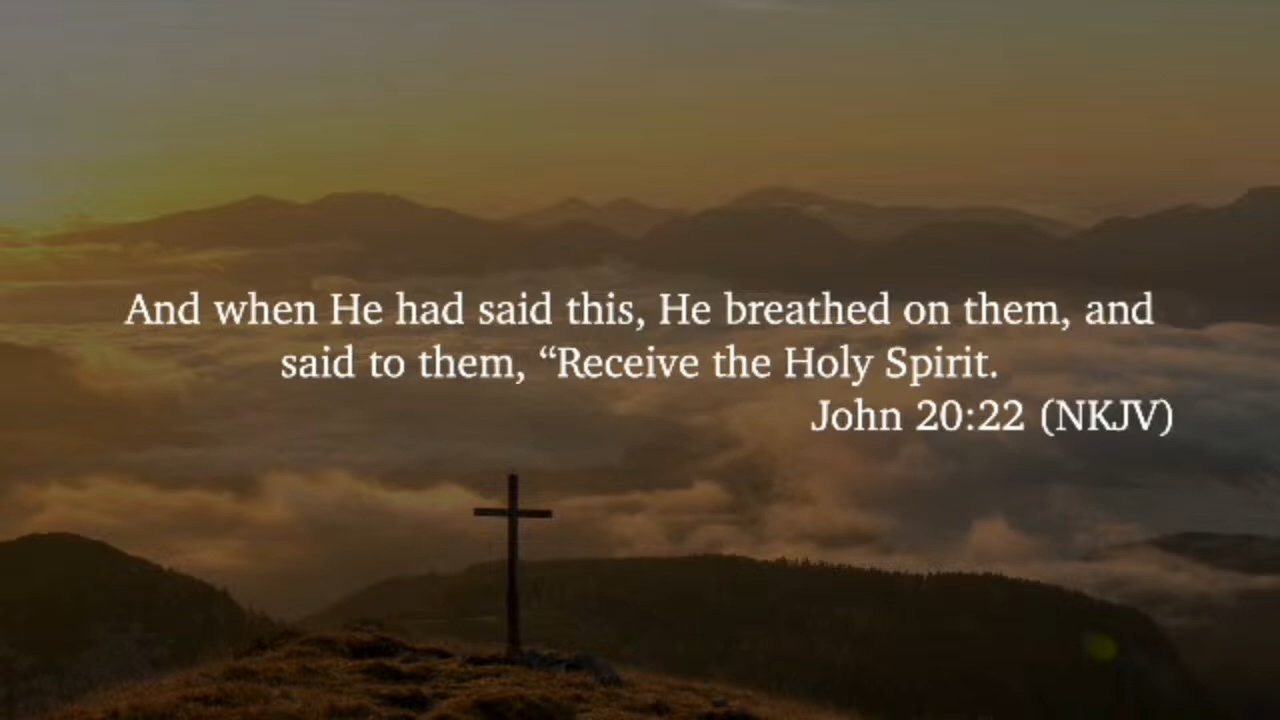 And when He had said this, He breathed on them, and
said to them, “Receive the Holy Spirit.
John 20:22 (NKJV)